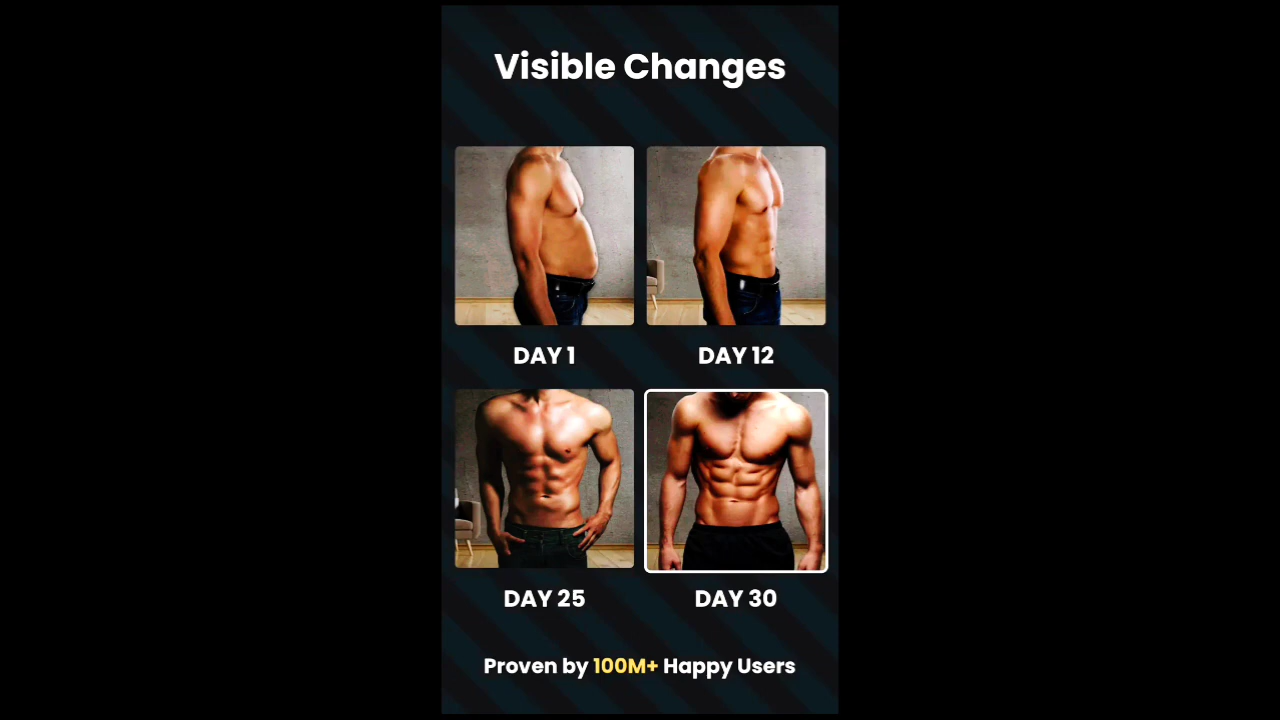 Visible Changes
DAY 1
DAY 12
DAY 25
DAY 30
Proven by 100M+ Happy Users